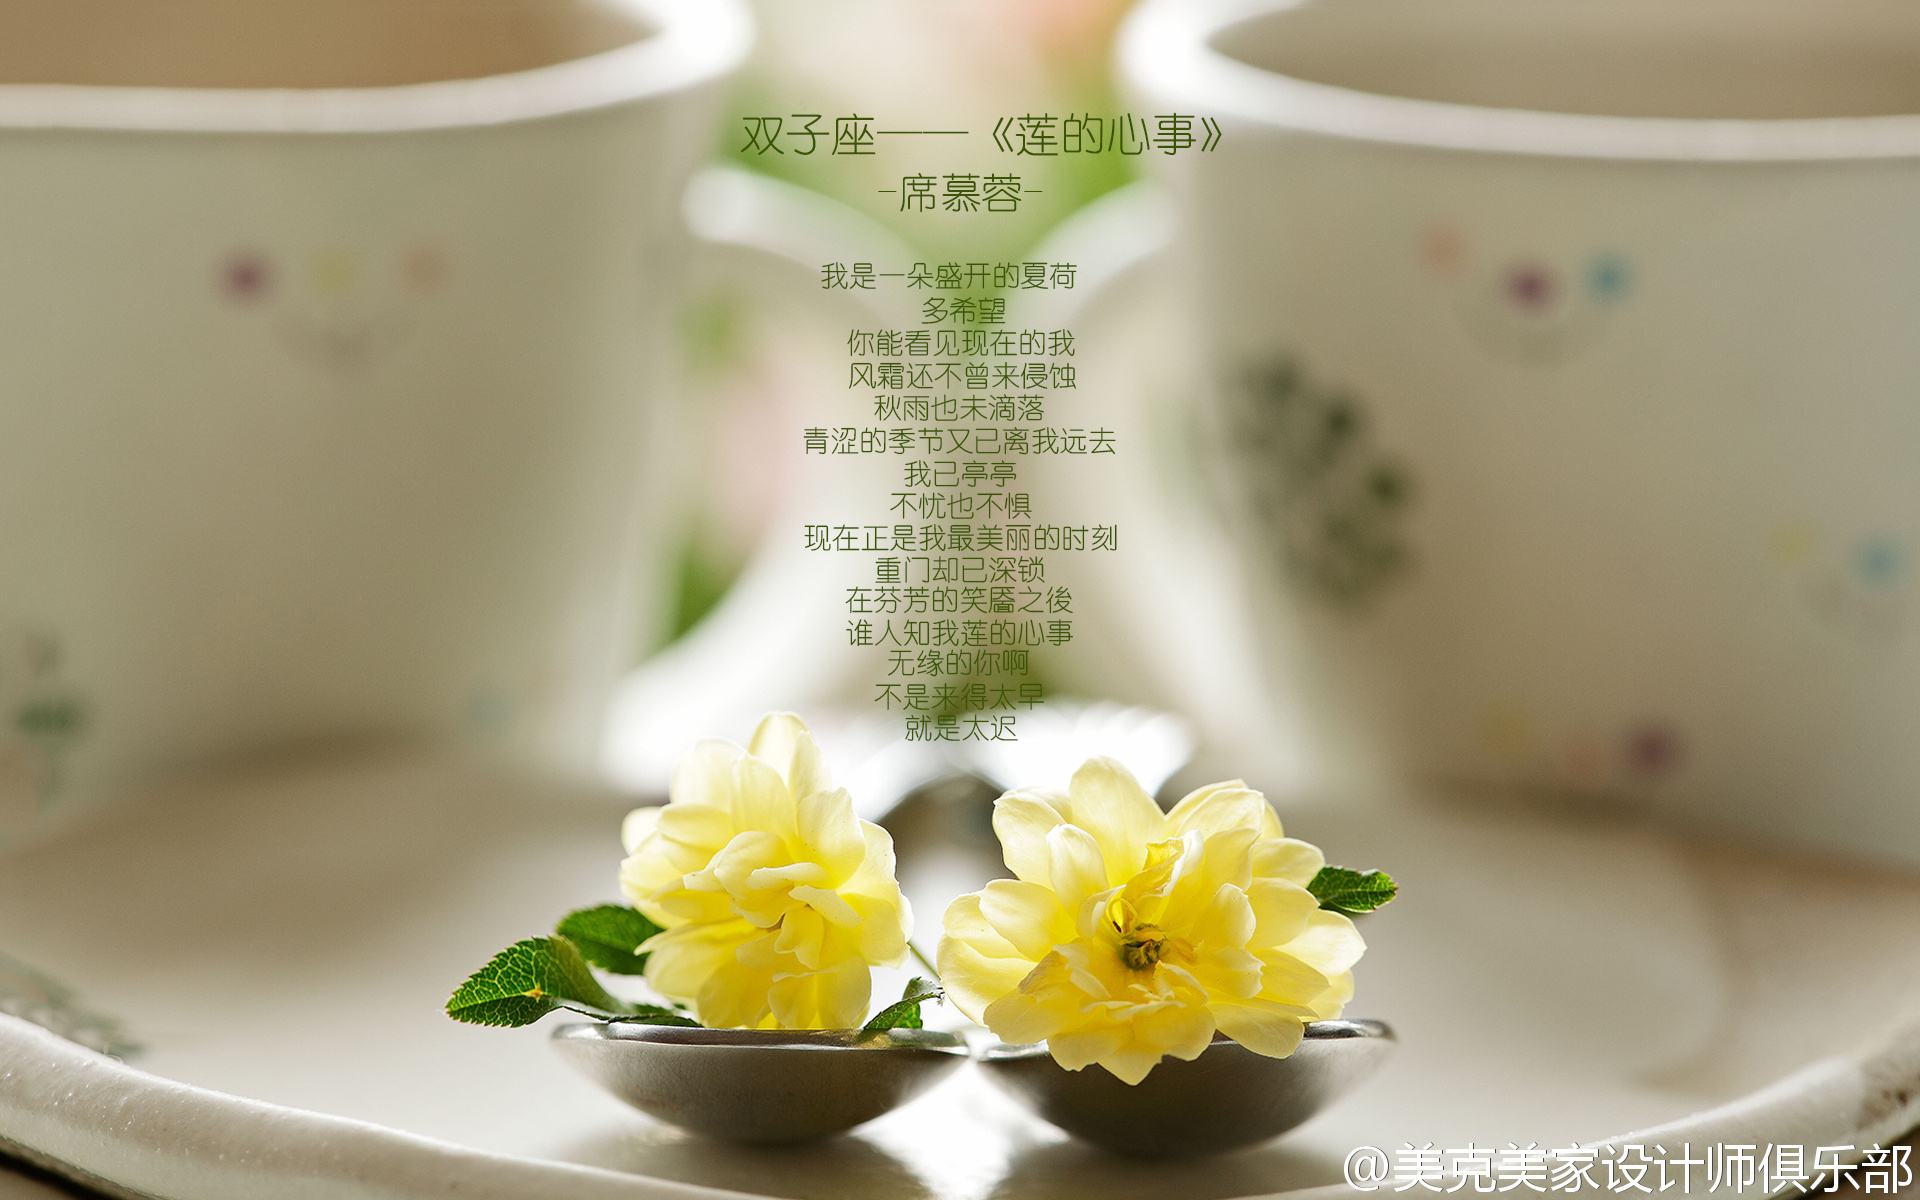 双子座——《莲的心事》
-席慕蓉-
我是一朵盛开的夏荷
多希望
你能看见现在的我
风霜还不曾来侵蚀
秋雨也未滴落
青涩的季节又已离我远去
我已亭亭
不忧也不惧
现在正是我最美丽的时刻
重门却已深锁
在芬芳的笑靥之後
谁人知我莲的心事
无缘的你啊
不是来得太早
就是太迟
@美克美家设计师俱乐部